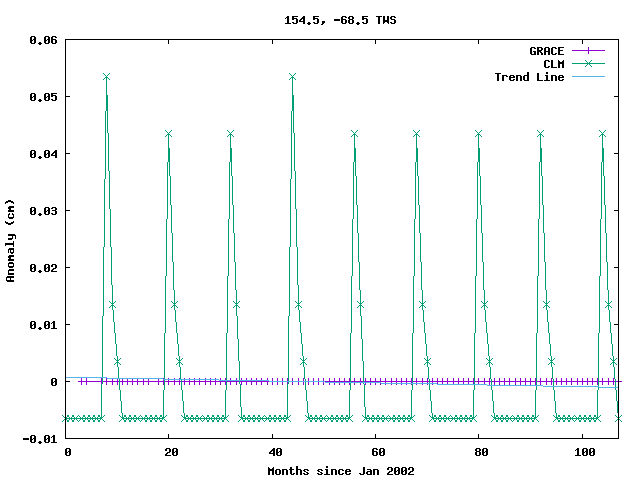 154.5, -68.5 TWS
0.06
GRACE
CLM
Trend Line
0.05
0.04
0.03
Anomaly (cm)
0.02
0.01
0
-0.01
0 20 40 60 80 100
Months since Jan 2002